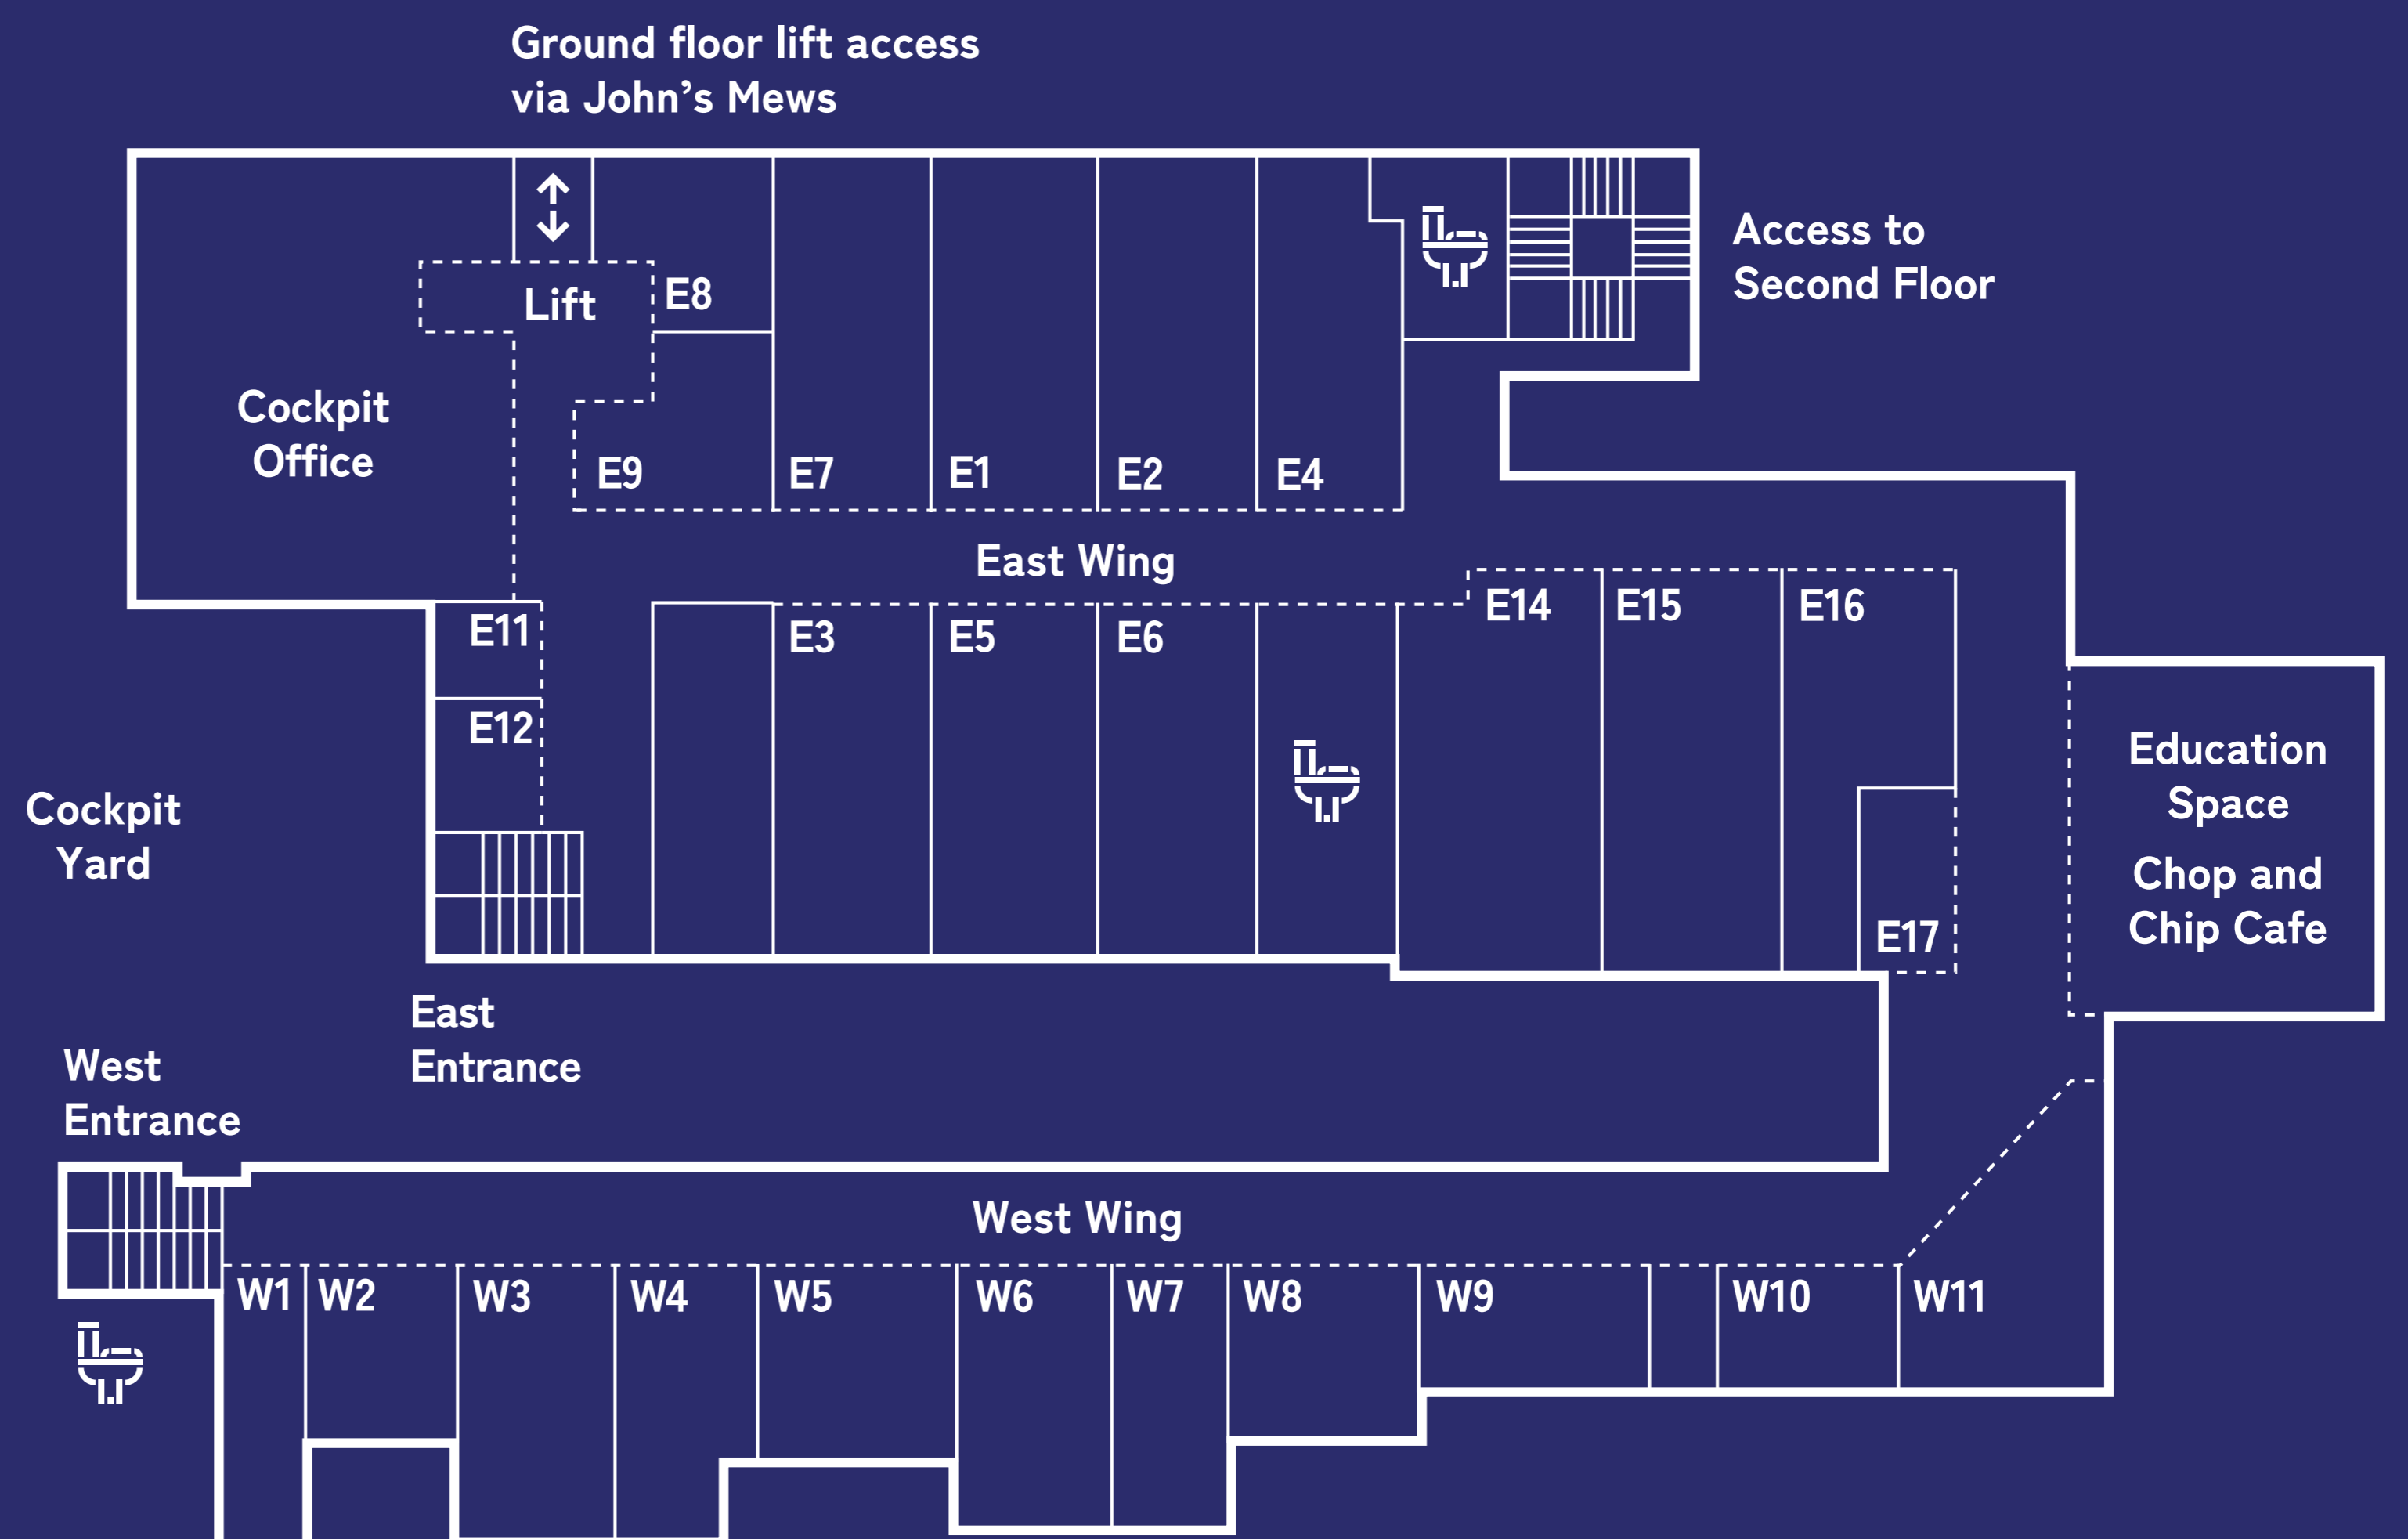 Ground floor lift access
via John’s Mews
Access to
Second Floor
Lift
E8
Cockpit
Office
E9
E7
E1
E2
E4
East Wing
E11
E12
E3
E5
E6
E14
E15
E16
E17
Education
Space
Chop and
Chip Cafe
Cockpit
Yard
East
Entrance
West
Entrance
West Wing
W1
W2
W3
W4
W5
W6
W7
W8
W9
W10
W11